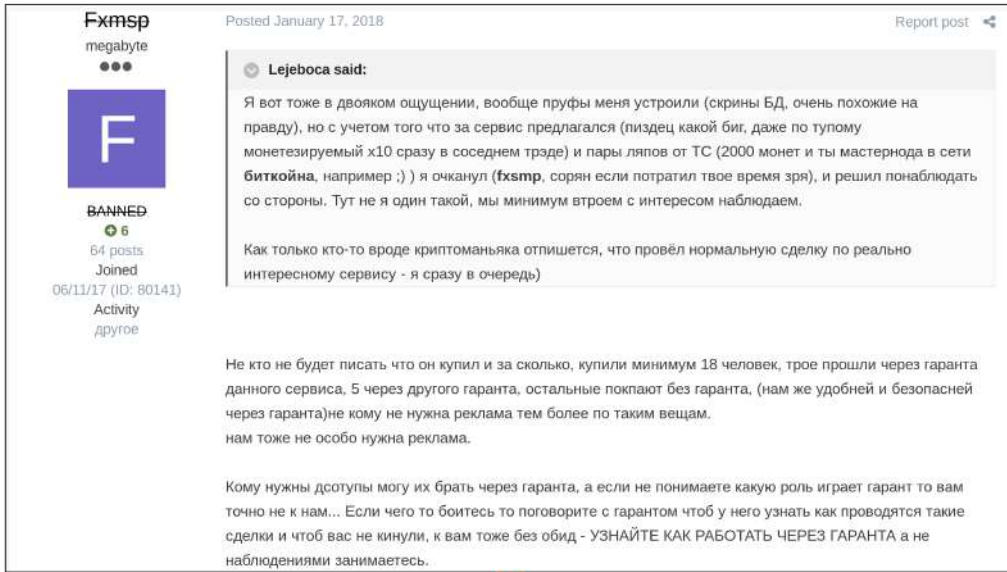 Fxmsp
megabyte
F
BANNED
6
64 posts
Joined
06/11/17 (ID: 80141)
Activity
другое
Posted January 17, 2018
Report post
Lejeboca said:
Я вот тоже в двояком ощущении, вообще пруфы меня устроили (скрины БД, очень похожие на
правду), но с учетом того что за сервис предлагался (пиздец какой биг, даже по тупому
монетезируемый х10 сразу в соседнем трэде) и пары ляпов от ТС (2000 монет и ты мастернода в сети
биткойна, например ;) ) я очканул (fxsmp, сорян если потратил твое время зря), и решил понаблюдать
со стороны. Тут не я один такой, мы минимум втроем с интересом наблюдаем.
Как только кто-то вроде криптоманьяка отпишется, что провёл нормальную сделку по реально
интересному сервису - я сразу в очередь)
Не кто не будет писать что он купил и за сколько, купили минимум 18 человек, трое прошли через гаранта
данного сервиса, 5 через другого гаранта, остальные покпают без гаранта, (нам же удобней и безопасней
через гаранта)не кому не нужна реклама тем более по таким вещам.
нам тоже не особо нужна реклама.
Кому нужны дсотупы могу их брать через гаранта, а если не понимаете какую роль играет гарант то вам
точно не к нам... Если чего то боитесь то поговорите с гарантом чтоб у него узнать как проводятся такие
сделки и чтоб вас не кинули, к вам тоже без обид - УЗНАЙТЕ КАК РАБОТАТЬ ЧЕРЕЗ ГАРАНТА а не
наблюдениями занимаетесь.